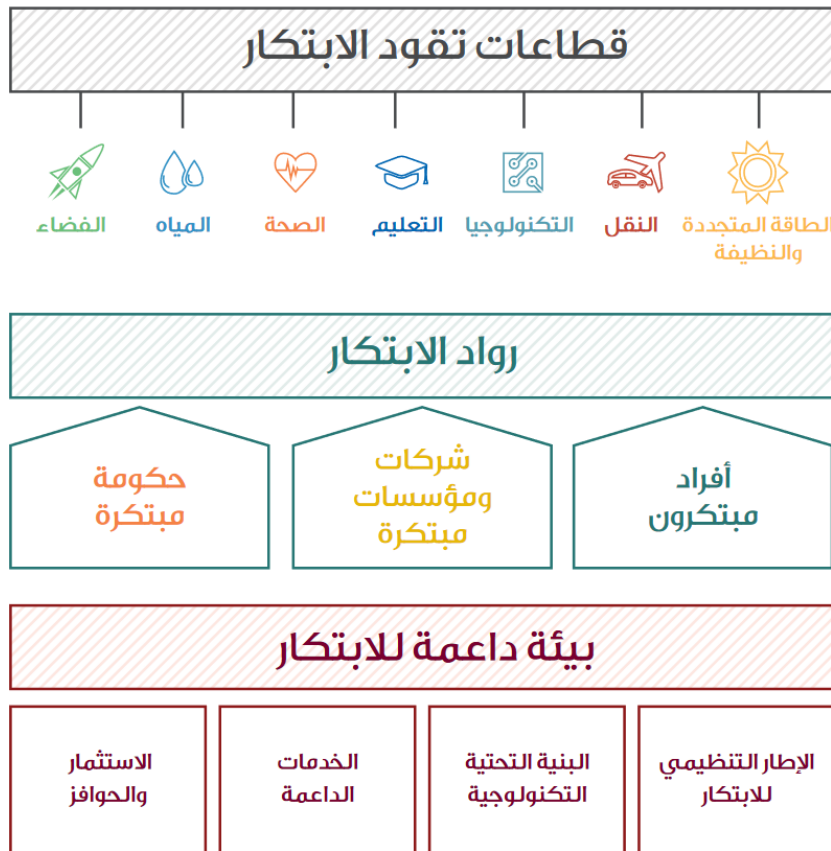 قطاعات تقود الابتكار
الطاقة المتجددة
والنظيفة
النقل
التكنولوجيا
التعليم
الصحة
المياه
الفضاء
رواد الابتكار
أفراد
مبتكرون
شركات
ومؤسسات
مبتكرة
حكومة
مبتكرة
بيئة داعمة للابتكار
الإطار التنظيمي
للابتكار
البنية التحتية
التكنولوجية
الخدمات
الداعمة
الاستثمار
والحوافز